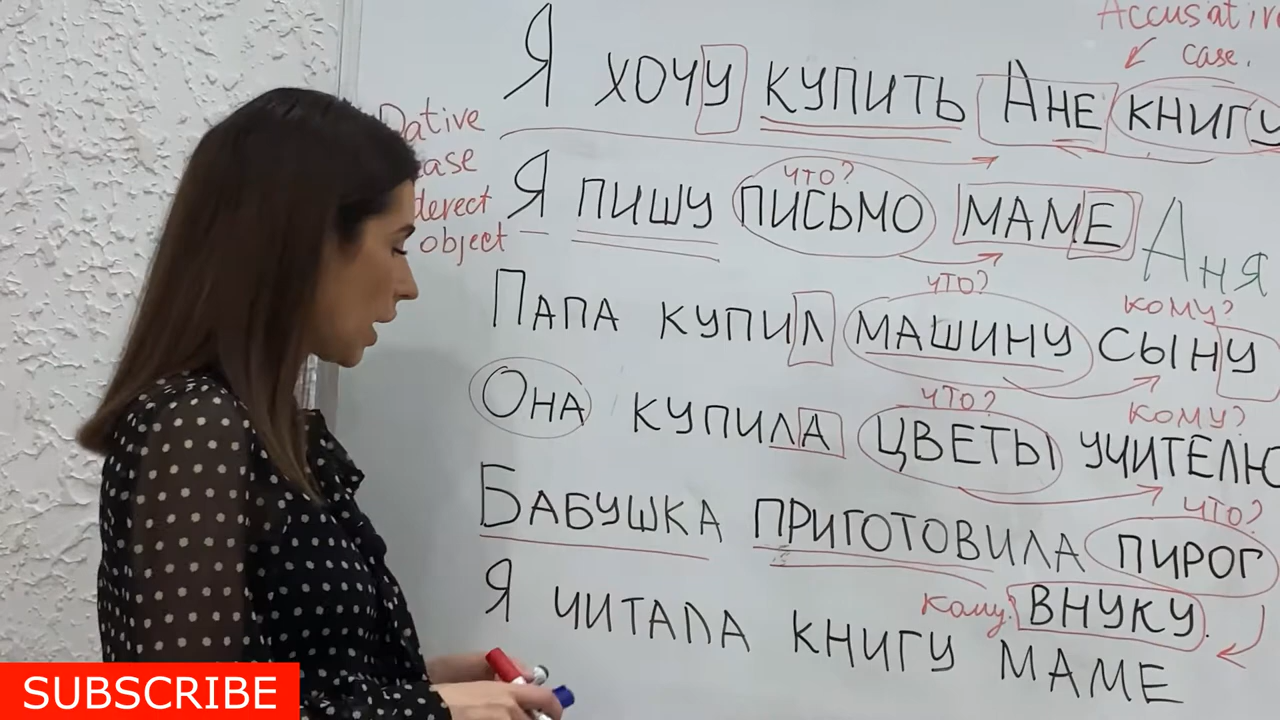 Accusative
case.
Я хочу купить Ане книгу
Dative
case
derect
object
что?
Я пишу письмо маме Аня
что? кому?
Папа купил машину сыну
что? кому?
Она купила цветы учителю
что?
Бабушка приготовила пирог
кому? внуку.
Я читала книгу маме
SUBSCRIBE